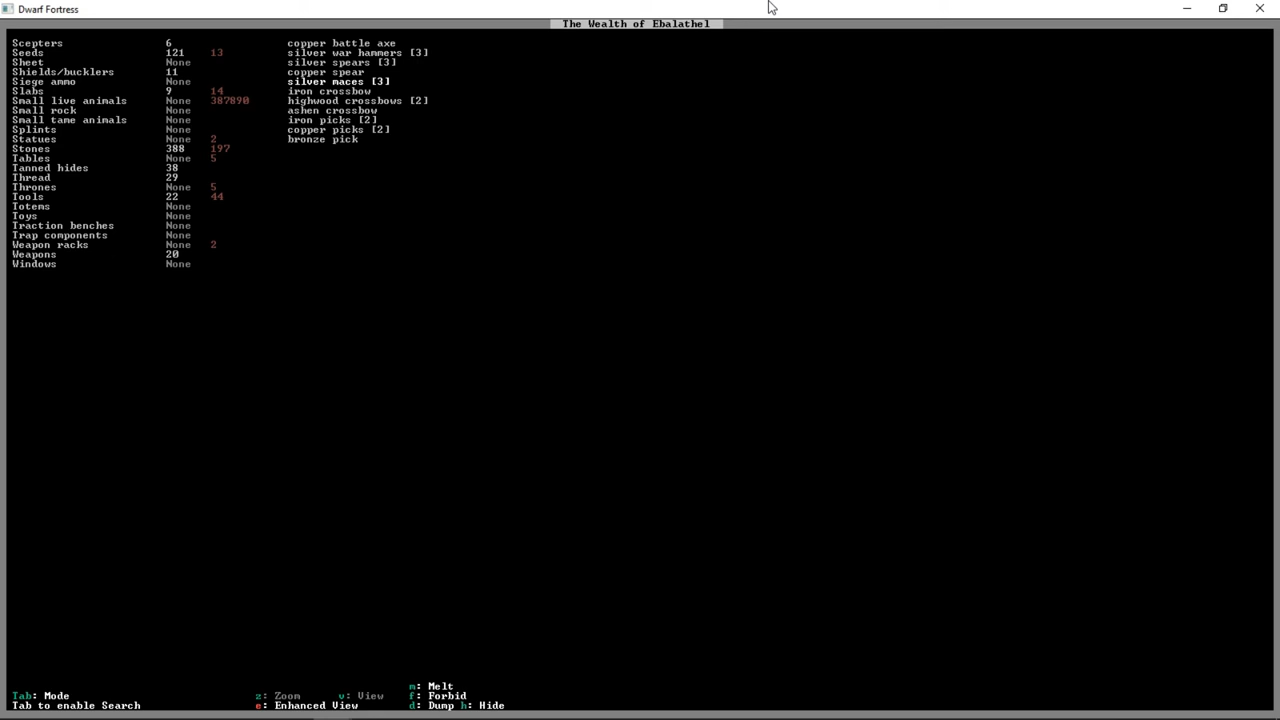 Dwarf Fortress
The Wealth of Ebalathel
Scepters 6 copper battle axe
Seeds 121 13 silver war hammers [3]
Sheet None silver spears [3]
Shields/bucklers 11 copper spear
Siege ammo None silver maces [3]
Slabs 9 14 iron crossbow
Small live animals None 387890 highwood crossbows [2]
Small rock None ashen crossbow
Small tame animals None iron picks [2]
Splints None copper picks [2]
Statues None 2 bronze pick
Stones 388 197
Tables None 5
Tanned hides 38
Thread 29
Thrones None 5
Tools 22 44
Totems None
Toys None
Traction benches None
Trap components None
Weapon racks None 2
Weapons 20
Windows None
m: Melt
Tab: Mode z: Zoom v: View f: Forbid
Tab to enable Search e: Enhanced View d: Dump h: Hide